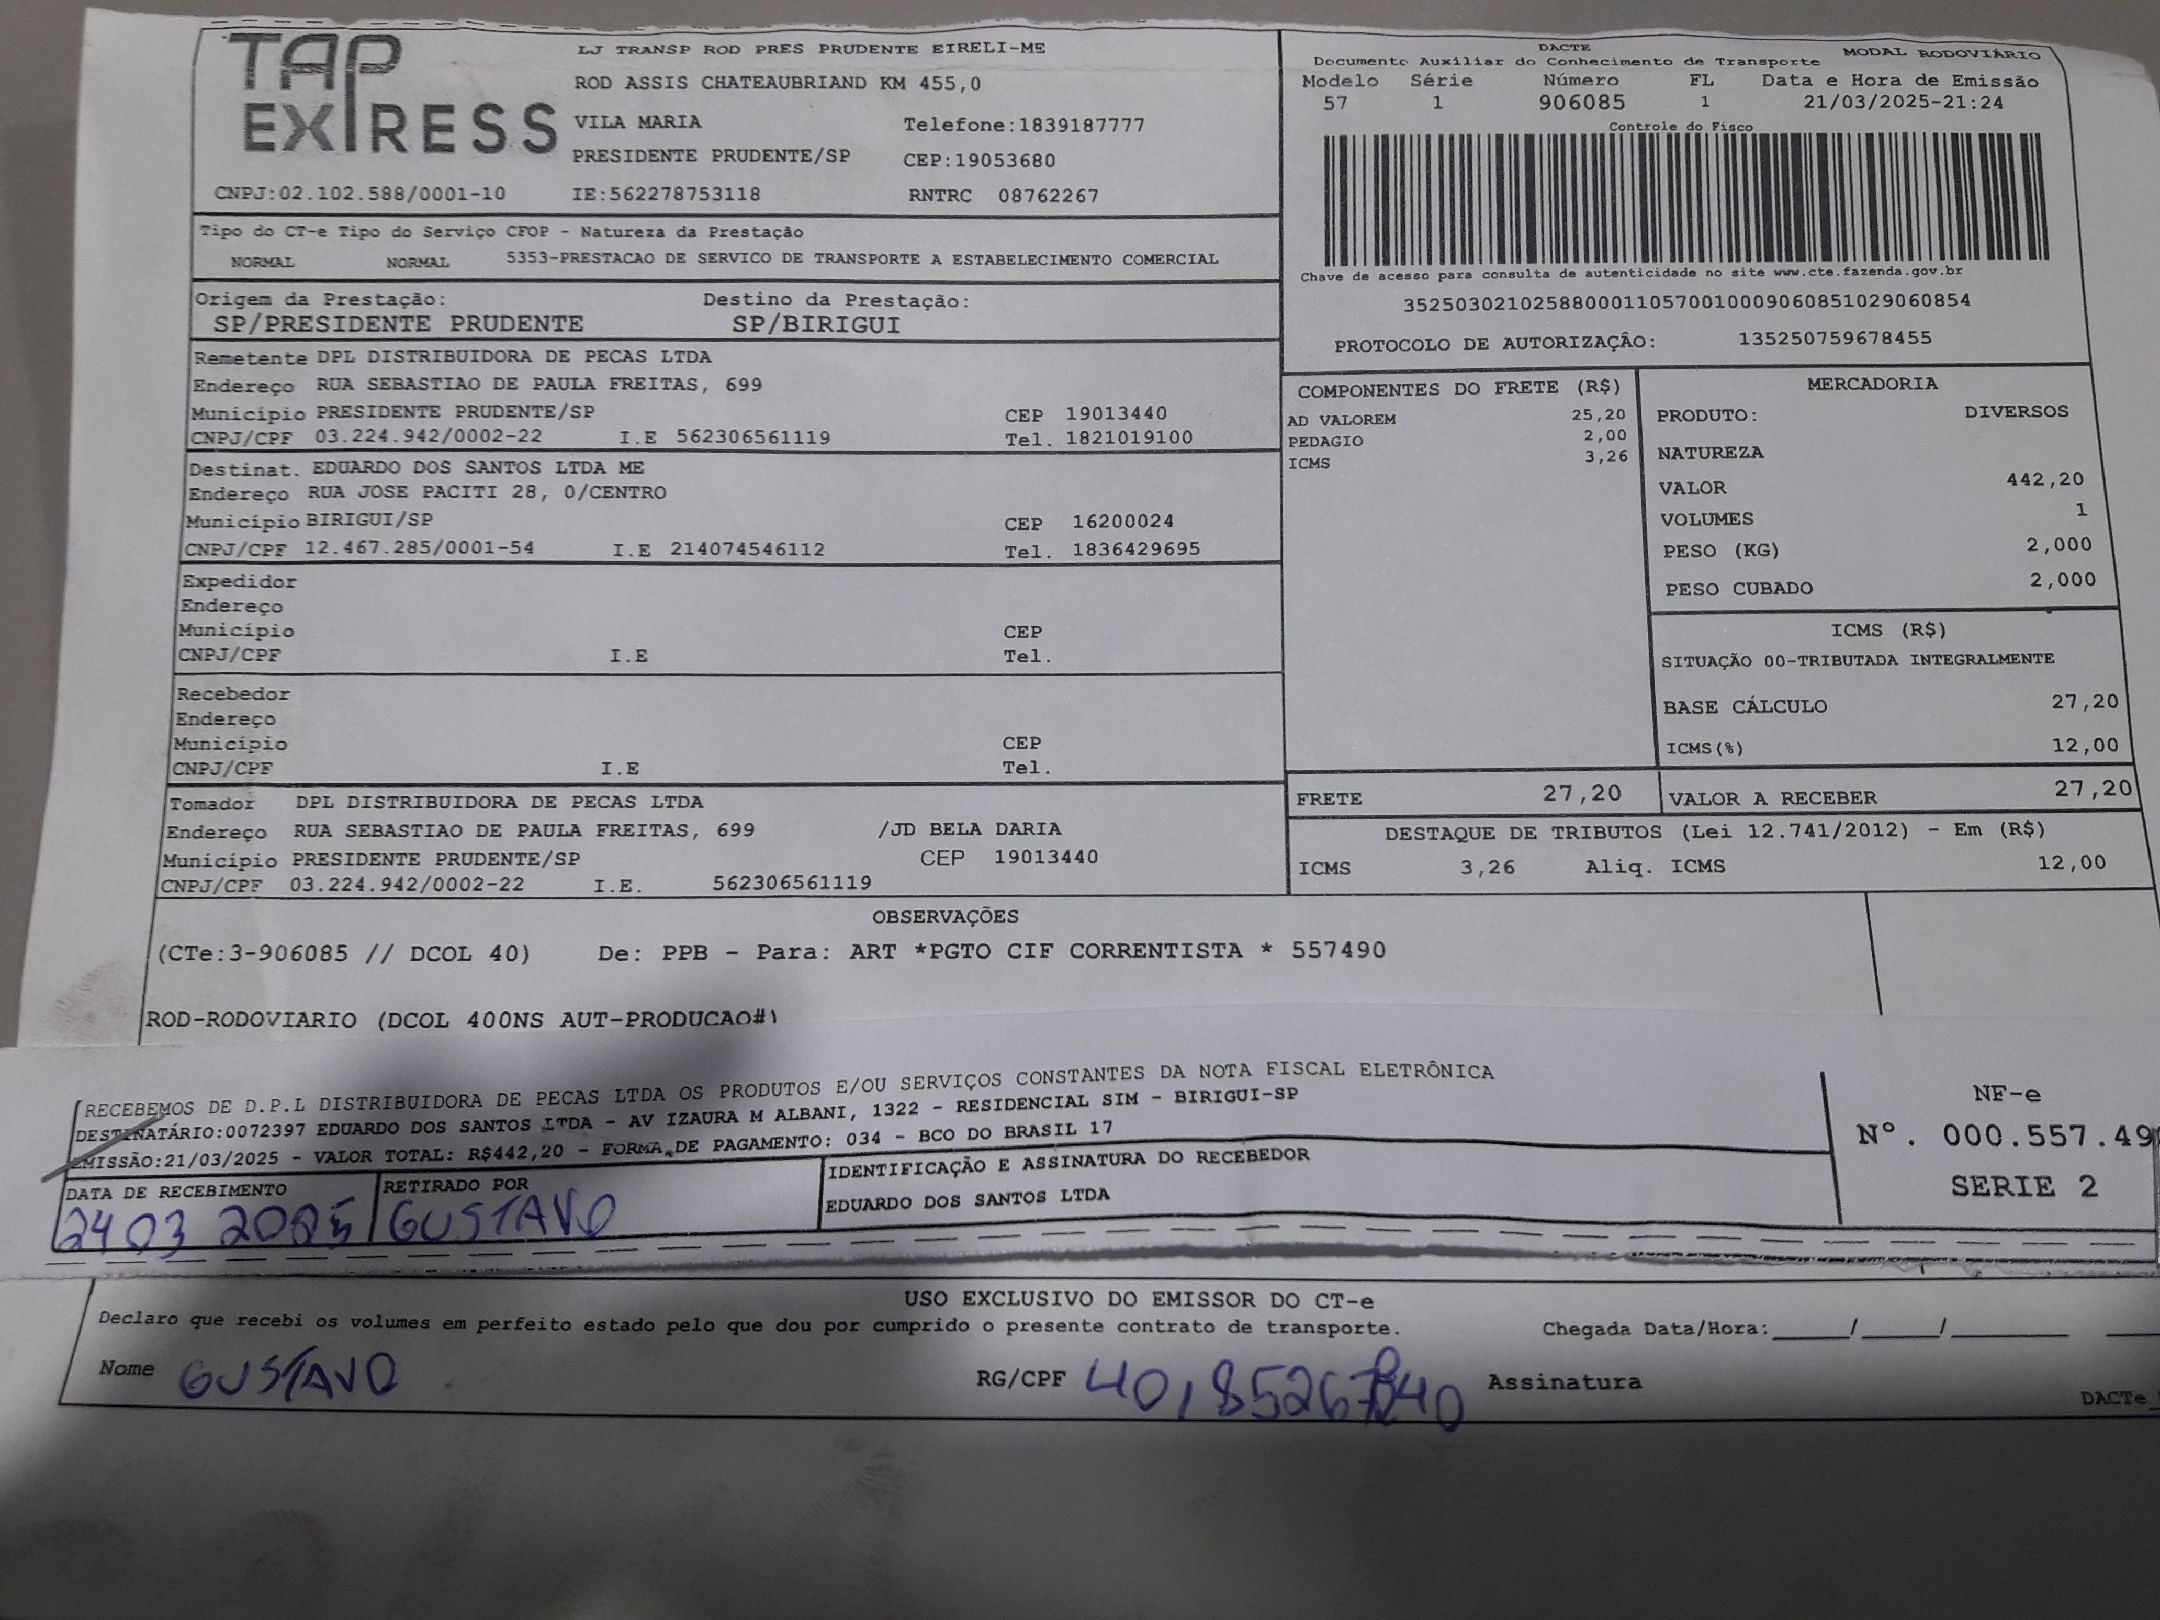 TAP EXPRESS
LJ TRANSP ROD PRES PRUDENTE EIRELI-ME
ROD ASSIS CHATEAUBRIAND KM 455,0
VILA MARIA Telefone:1839187777
PRESIDENTE PRUDENTE/SP CEP:19053680
CNPJ:02.102.588/0001-10 IE:562278753118 RNTRC 08762267
DACTE MODAL RODOVIÁRIO
Documento Auxiliar do Conhecimento de Transporte
Modelo Série Número FL Data e Hora de Emissão
57 1 906085 1 21/03/2025-21:24
Controle do Fisco
Chave de acesso para consulta de autenticidade no site www.cte.fazenda.gov.br
35250302102588000110570010009060851029060854
PROTOCOLO DE AUTORIZAÇÃO: 135250759678455
Tipo do CT-e Tipo do Serviço CFOP - Natureza da Prestação
NORMAL NORMAL 5353-PRESTACAO DE SERVICO DE TRANSPORTE A ESTABELECIMENTO COMERCIAL
Origem da Prestação: Destino da Prestação:
SP/PRESIDENTE PRUDENTE SP/BIRIGUI
Remetente DPL DISTRIBUIDORA DE PECAS LTDA
Endereço RUA SEBASTIAO DE PAULA FREITAS, 699
Município PRESIDENTE PRUDENTE/SP CEP 19013440
CNPJ/CPF 03.224.942/0002-22 I.E 562306561119 Tel. 1821019100
Destinat. EDUARDO DOS SANTOS LTDA ME
Endereço RUA JOSE PACITI 28, 0/CENTRO
Município BIRIGUI/SP CEP 16200024
CNPJ/CPF 12.467.285/0001-54 I.E 214074546112 Tel. 1836429695
Expedidor
Endereço
Município CEP
CNPJ/CPF I.E Tel.
Recebedor
Endereço
Município CEP
CNPJ/CPF I.E Tel.
Tomador DPL DISTRIBUIDORA DE PECAS LTDA
Endereço RUA SEBASTIAO DE PAULA FREITAS, 699 /JD BELA DARIA
Município PRESIDENTE PRUDENTE/SP CEP 19013440
CNPJ/CPF 03.224.942/0002-22 I.E. 562306561119
COMPONENTES DO FRETE (R$)
AD VALOREM 25,20
PEDAGIO 2,00
ICMS 3,26
MERCADORIA
PRODUTO: DIVERSOS
NATUREZA
VALOR 442,20
VOLUMES 1
PESO (KG) 2,000
PESO CUBADO 2,000
ICMS (R$)
SITUAÇÃO 00-TRIBUTADA INTEGRALMENTE
BASE CÁLCULO 27,20
ICMS(%) 12,00
FRETE 27,20 VALOR A RECEBER 27,20
DESTAQUE DE TRIBUTOS (Lei 12.741/2012) - Em (R$)
ICMS 3,26 Aliq. ICMS 12,00
OBSERVAÇÕES
(CTe:3-906085 // DCOL 40) De: PPB - Para: ART *PGTO CIF CORRENTISTA * 557490
ROD-RODOVIARIO (DCOL 400NS AUT-PRODUCAO#)
RECEBEMOS DE D.P.L DISTRIBUIDORA DE PECAS LTDA OS PRODUTOS E/OU SERVIÇOS CONSTANTES DA NOTA FISCAL ELETRÔNICA
DESTINATÁRIO:0072397 EDUARDO DOS SANTOS LTDA - AV IZAURA M ALBANI, 1322 - RESIDENCIAL SIM - BIRIGUI-SP
EMISSÃO:21/03/2025 - VALOR TOTAL: R$442,20 - FORMA DE PAGAMENTO: 034 - BCO DO BRASIL 17
DATA DE RECEBIMENTO RETIRADO POR IDENTIFICAÇÃO E ASSINATURA DO RECEBEDOR
24 03 2025 GUSTAVO EDUARDO DOS SANTOS LTDA
NF-e
Nº. 000.557.49
SERIE 2
USO EXCLUSIVO DO EMISSOR DO CT-e
Declaro que recebi os volumes em perfeito estado pelo que dou por cumprido o presente contrato de transporte. Chegada Data/Hora:____/____/______
Nome GUSTAVO RG/CPF Assinatura
DACTe_